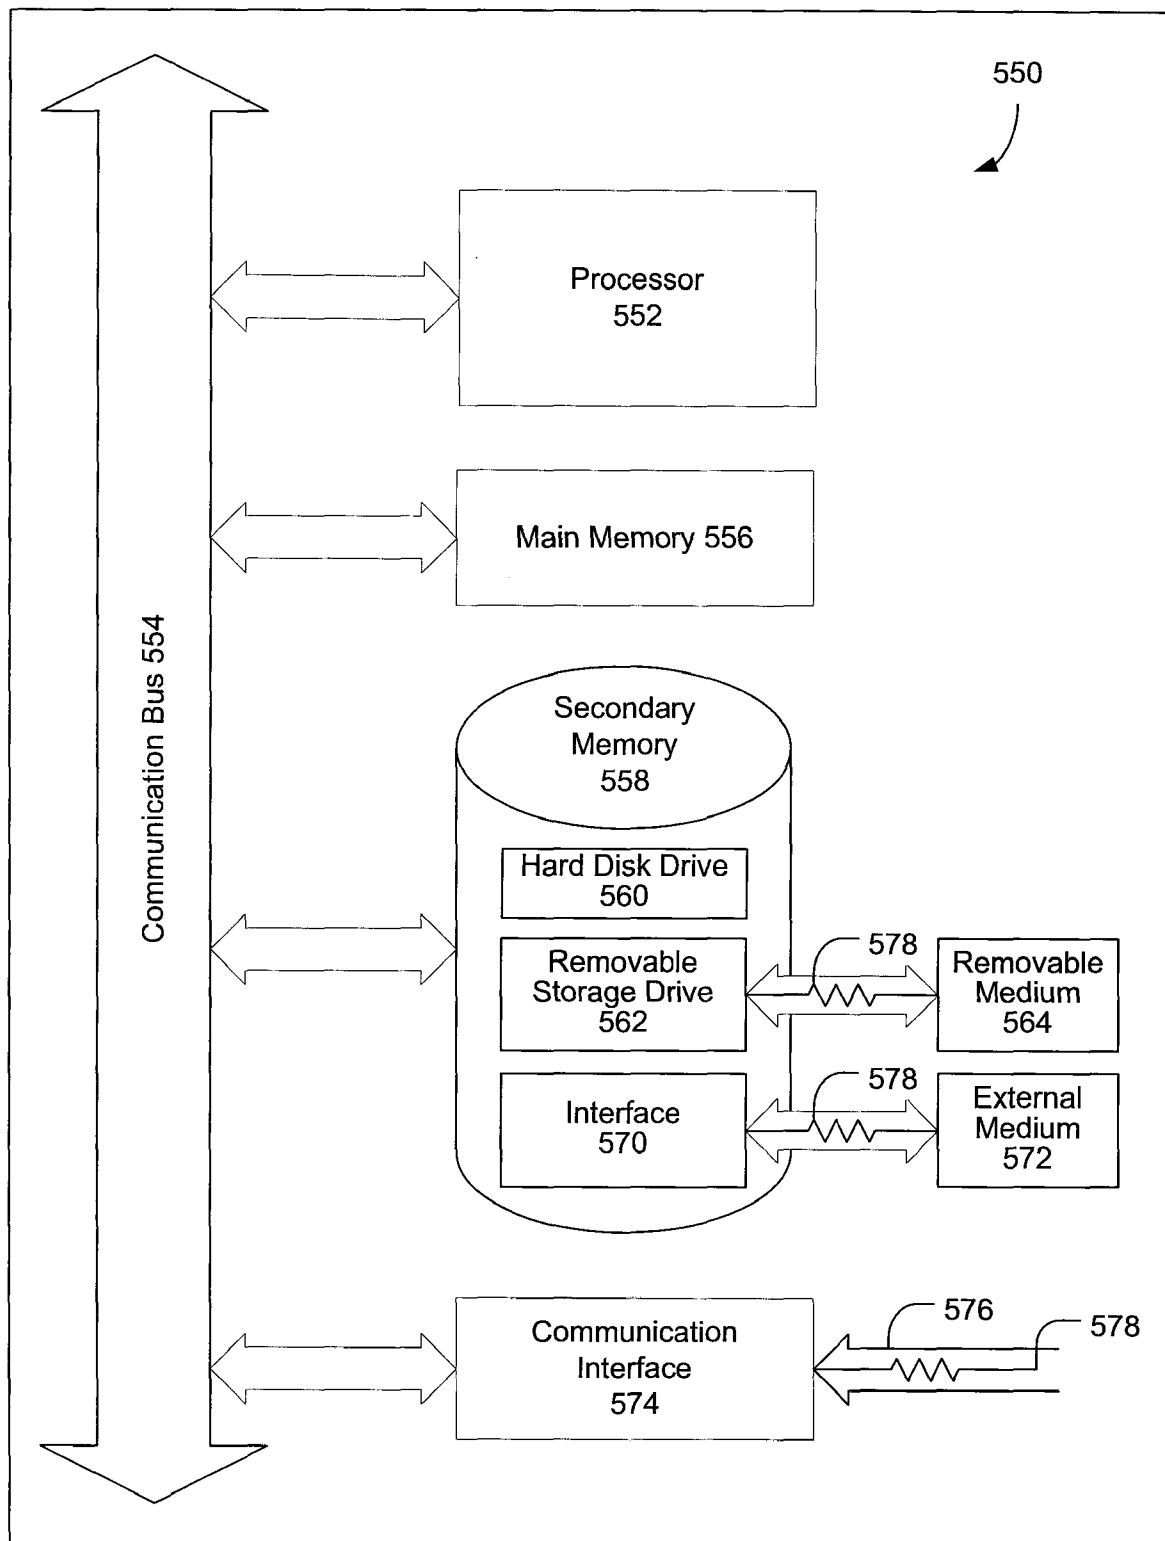 550
Processor
552
Main Memory 556
Communication Bus 554
Secondary
Memory
558
Hard Disk Drive
560
Removable
Storage Drive
562
578
Removable
Medium
564
Interface
570
578
External
Medium
572
Communication
Interface
574
576
578